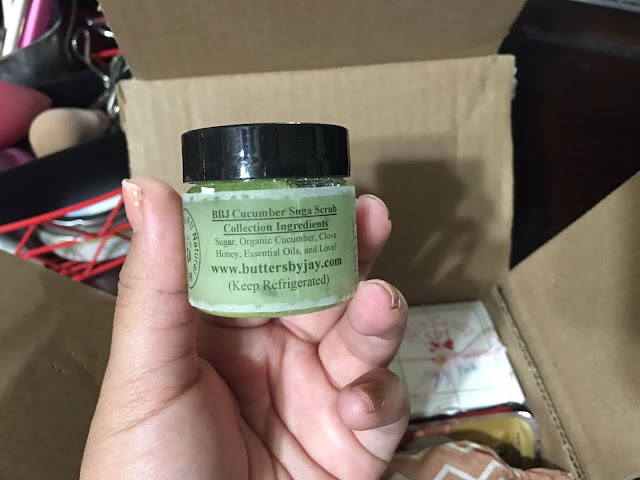 BBJ Cucumber Suga Scrub
Collection Ingredients
Sugar, Organic Cucumber, Clove
Honey, Essential Oils, and Love!
www.buttersbyjay.com
(Keep Refrigerated)